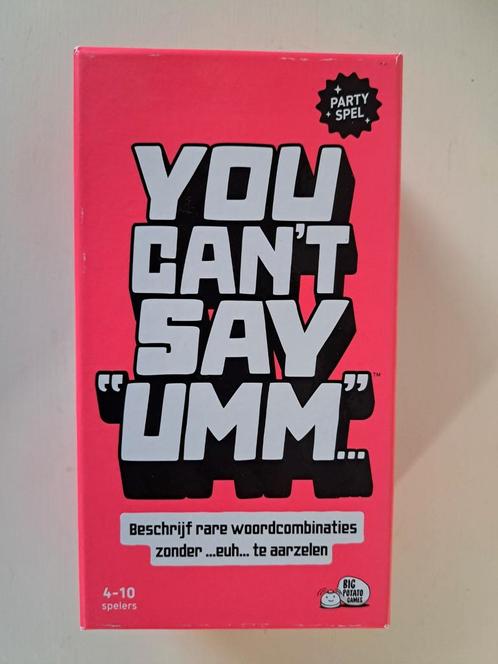 PARTY
SPEL
YOU
CAN'T
SAY
"UMM"...
™
Beschrijf rare woordcombinaties
zonder ...euh... te aarzelen
4-10
spelers
BIG
POTATO
GAMES